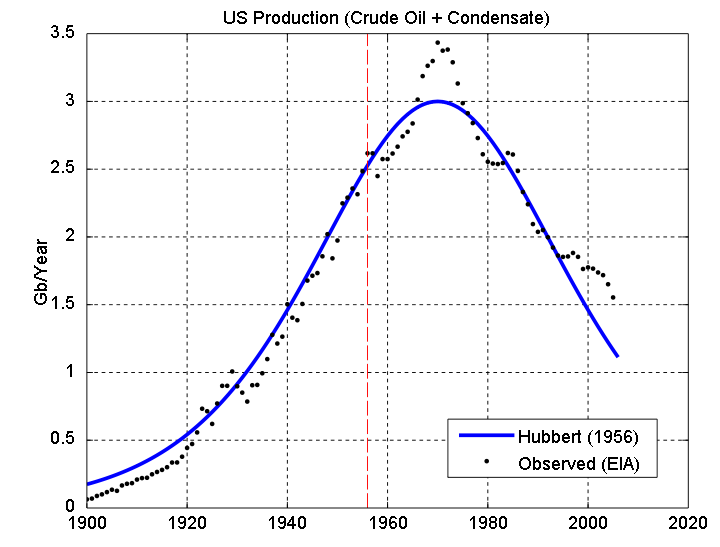 US Production (Crude Oil + Condensate)
3.5
3
2.5
2
1.5
1
0.5
0
Gb/Year
1900 1920 1940 1960 1980 2000 2020
Hubbert (1956)
Observed (EIA)